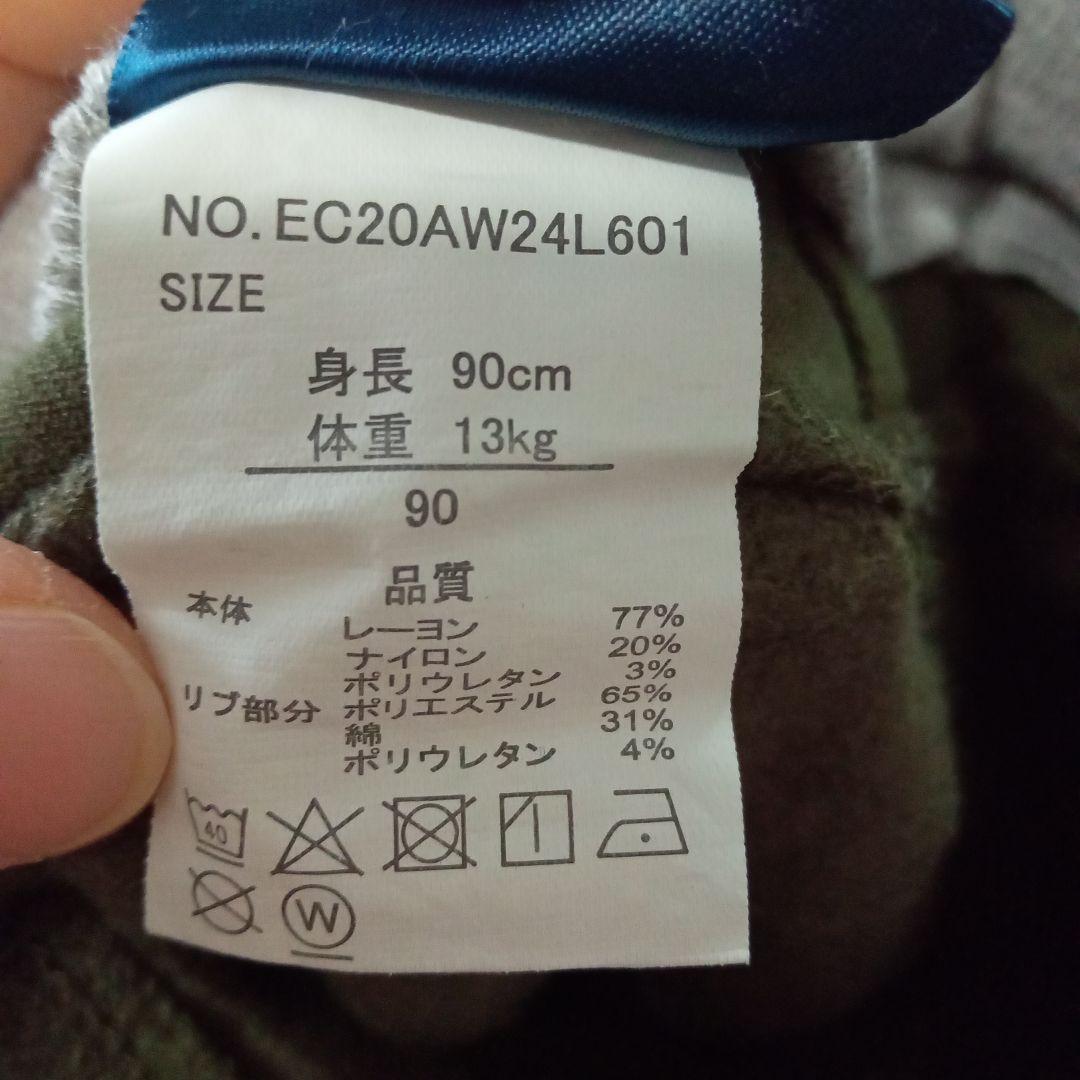 NO. EC20AW24L601
SIZE
身長 90cm
体重 13kg
90
品質
本体
レーヨン 77%
ナイロン 20%
ポリウレタン 3%
リブ部分 ポリエステル 65%
綿 31%
ポリウレタン 4%
40
W